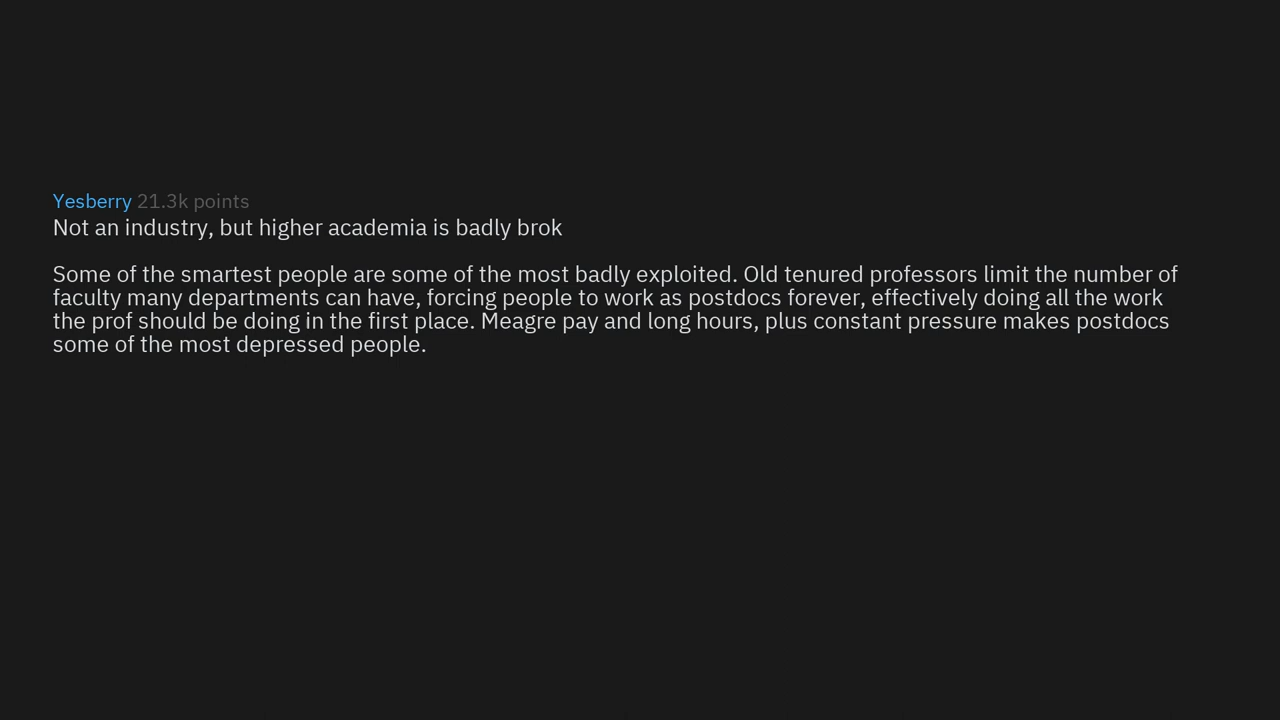 Yesberry 21.3k points
Not an industry, but higher academia is badly brok
Some of the smartest people are some of the most badly exploited. Old tenured professors limit the number of
faculty many departments can have, forcing people to work as postdocs forever, effectively doing all the work
the prof should be doing in the first place. Meagre pay and long hours, plus constant pressure makes postdocs
some of the most depressed people.